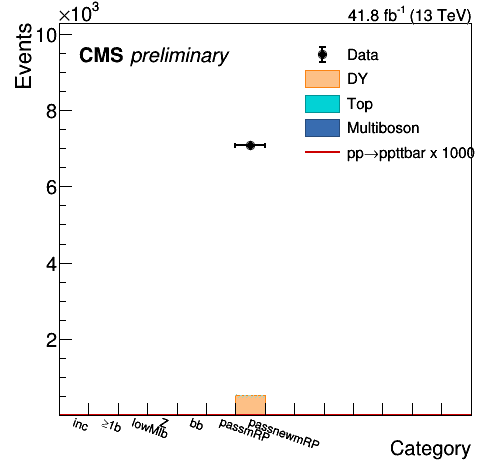 ×10³
41.8 fb⁻¹ (13 TeV)
Events
CMS preliminary
Data
DY
Top
Multiboson
pp→ppttbar x 1000
10
8
6
4
2
inc
≥1b
lowMlb
Z
bb
passmRP
passnewmRP
Category